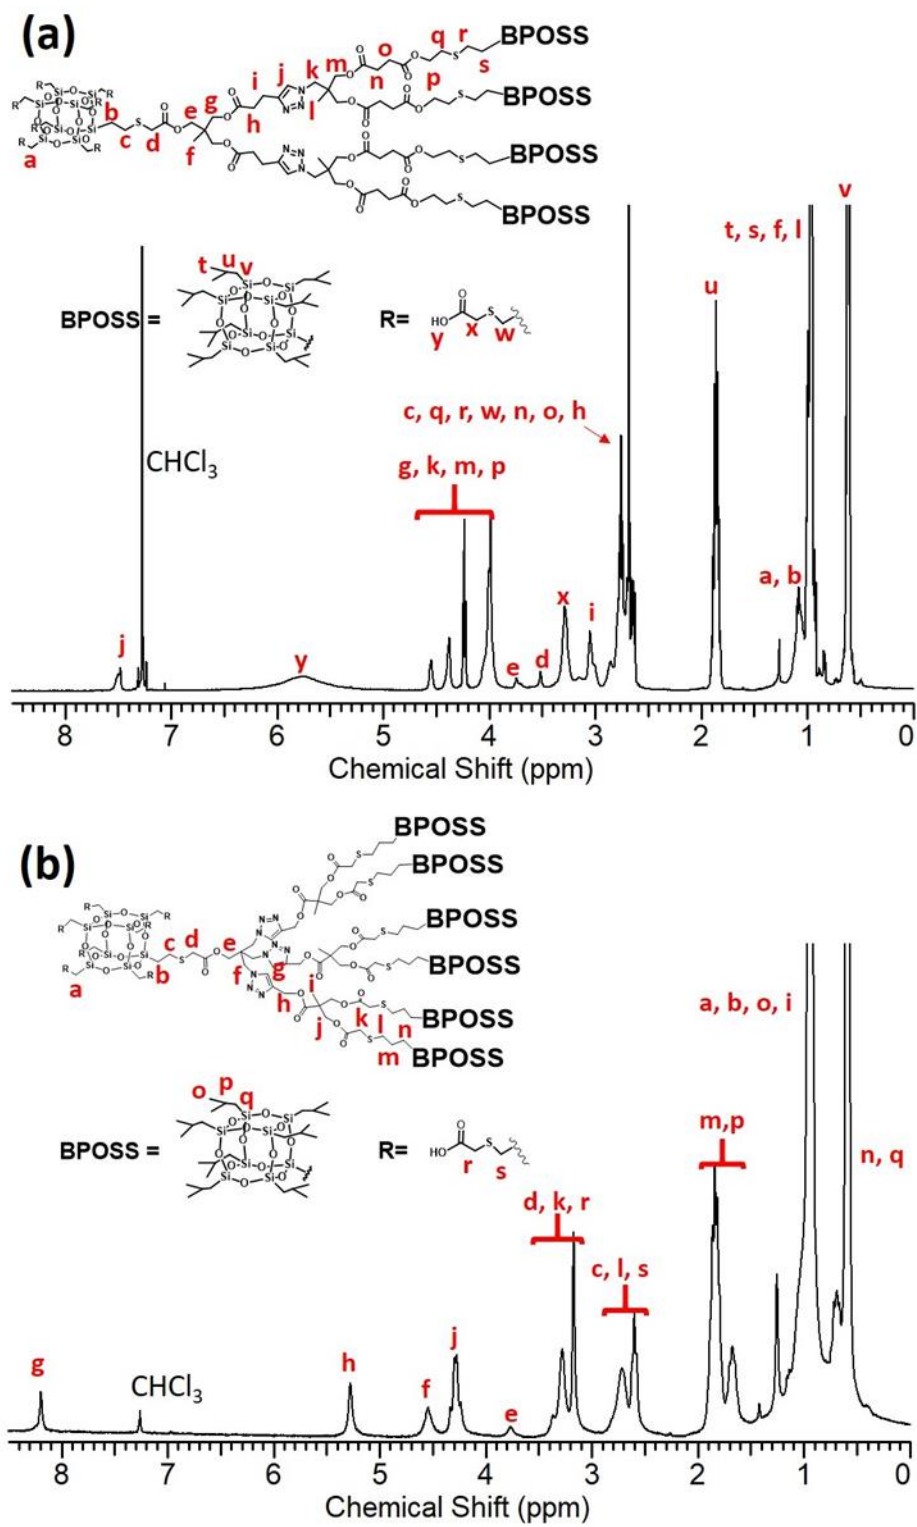 (a)
BPOSS
q r
o
m
s
i j k
n
p
BPOSS
g
b e
h
l
c d
f
BPOSS
a
BPOSS
v
t, s, f, l
t u v
u
BPOSS =
R=
HO
O
S
y x w
c, q, r, w, n, o, h
CHCl3
g, k, m, p
a, b
x
i
j
y
e d
8 7 6 5 4 3 2 1 0
Chemical Shift (ppm)
(b)
BPOSS
BPOSS
BPOSS
c d e
BPOSS
b
f g i
a
h
k
a, b, o, i
j l n
BPOSS
m
BPOSS
o p q
m,p
BPOSS =
R=
HO
O
S
r
s
n, q
d, k, r
c, l, s
g
h
j
CHCl3
f
e
8 7 6 5 4 3 2 1 0
Chemical Shift (ppm)